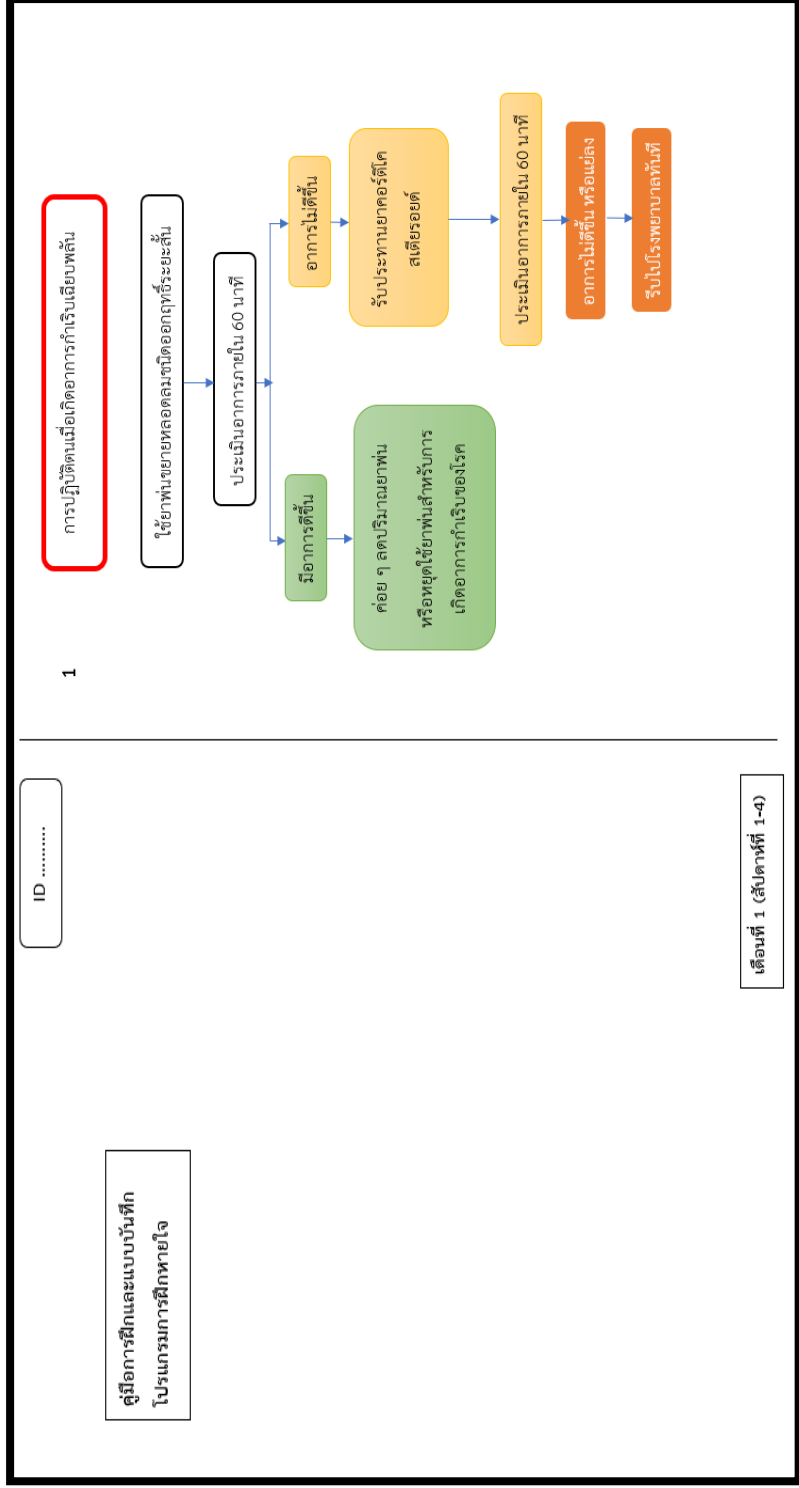 ID ..........
คู่มือการฝึกและแบบบันทึก
โปรแกรมการฝึกหายใจ
เดือนที่ 1 (สัปดาห์ที่ 1-4)
1
การปฏิบัติตนเมื่อเกิดอาการกำเริบเฉียบพลัน
ใช้ยาพ่นขยายหลอดลมชนิดออกฤทธิ์ระยะสั้น
ประเมินอาการภายใน 60 นาที
มีอาการดีขึ้น
ค่อย ๆ ลดปริมาณยาพ่น
หรือหยุดใช้ยาพ่นสำหรับการ
เกิดอาการกำเริบของโรค
อาการไม่ดีขึ้น
รับประทานยาคอร์ติโค
สเตียรอยด์
ประเมินอาการภายใน 60 นาที
อาการไม่ดีขึ้น หรือแย่ลง
รีบไปโรงพยาบาลทันที